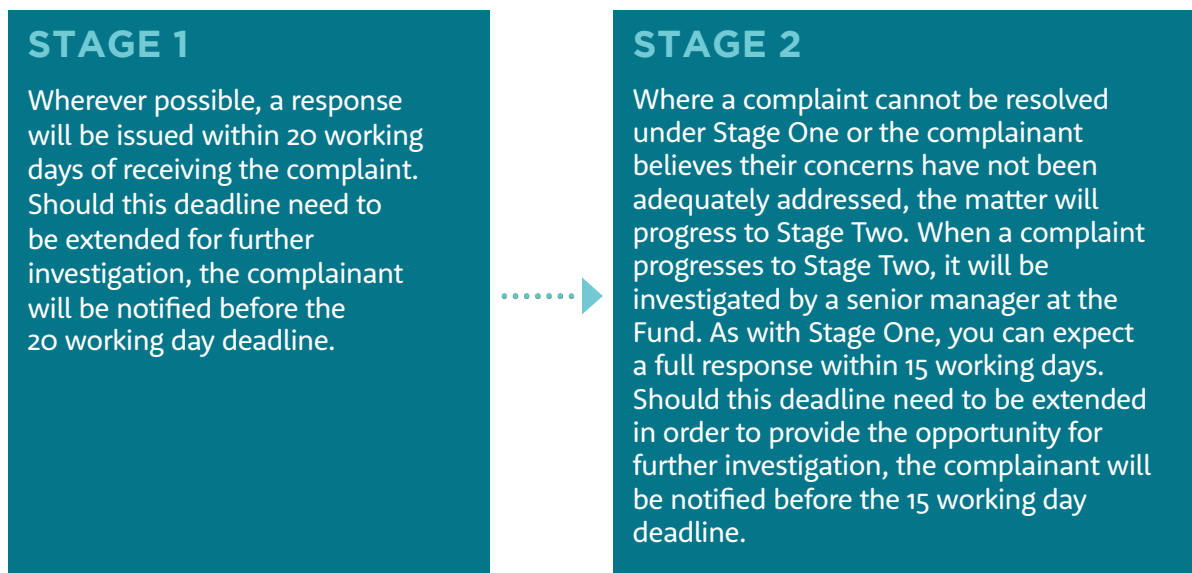 STAGE 1
Wherever possible, a response
will be issued within 20 working
days of receiving the complaint.
Should this deadline need to
be extended for further
investigation, the complainant
will be notified before the
20 working day deadline.
STAGE 2
Where a complaint cannot be resolved
under Stage One or the complainant
believes their concerns have not been
adequately addressed, the matter will
progress to Stage Two. When a complaint
progresses to Stage Two, it will be
investigated by a senior manager at the
Fund. As with Stage One, you can expect
a full response within 15 working days.
Should this deadline need to be extended
in order to provide the opportunity for
further investigation, the complainant will
be notified before the 15 working day
deadline.